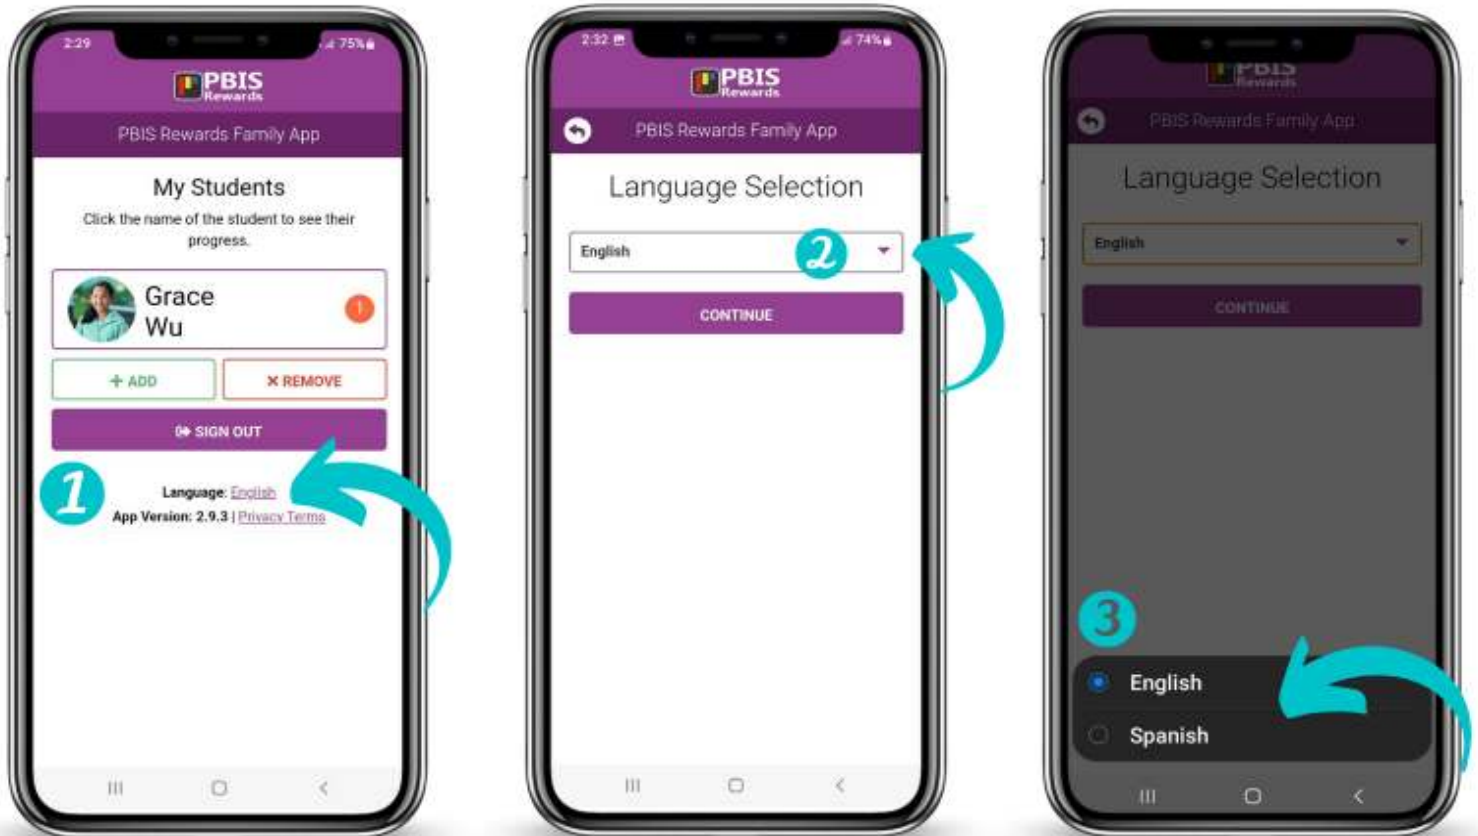 2:29
75%
PBIS
Rewards
PBIS Rewards Family App
My Students
Click the name of the student to see their
progress.
Grace
Wu
1
+ ADD
× REMOVE
SIGN OUT
1
Language: English
App Version: 2.9.3 | Privacy Terms
2:32
74%
PBIS
Rewards
PBIS Rewards Family App
Language Selection
English
2
CONTINUE
PBIS
Rewards
PBIS Rewards Family App
Language Selection
English
CONTINUE
3
English
Spanish